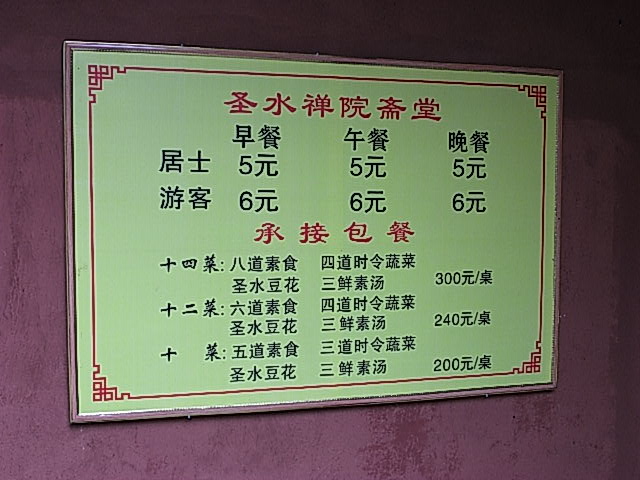 圣水禅院斋堂
早餐 午餐 晚餐
居士 5元 5元 5元
游客 6元 6元 6元
承接包餐
十四菜: 八道素食 四道时令蔬菜
圣水豆花 三鲜素汤 300元/桌
十二菜: 六道素食 四道时令蔬菜
圣水豆花 三鲜素汤 240元/桌
十 菜: 五道素食 三道时令蔬菜
圣水豆花 三鲜素汤 200元/桌